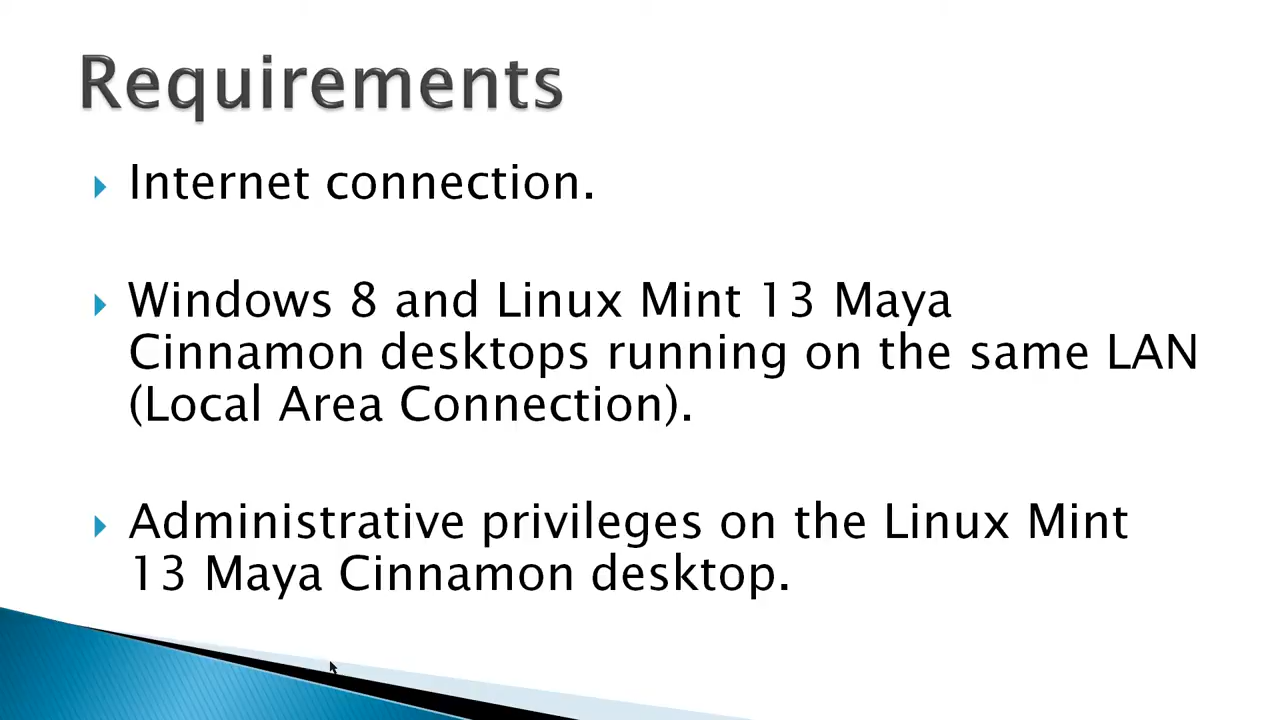 Requirements
Internet connection.
Windows 8 and Linux Mint 13 Maya
Cinnamon desktops running on the same LAN
(Local Area Connection).
Administrative privileges on the Linux Mint
13 Maya Cinnamon desktop.